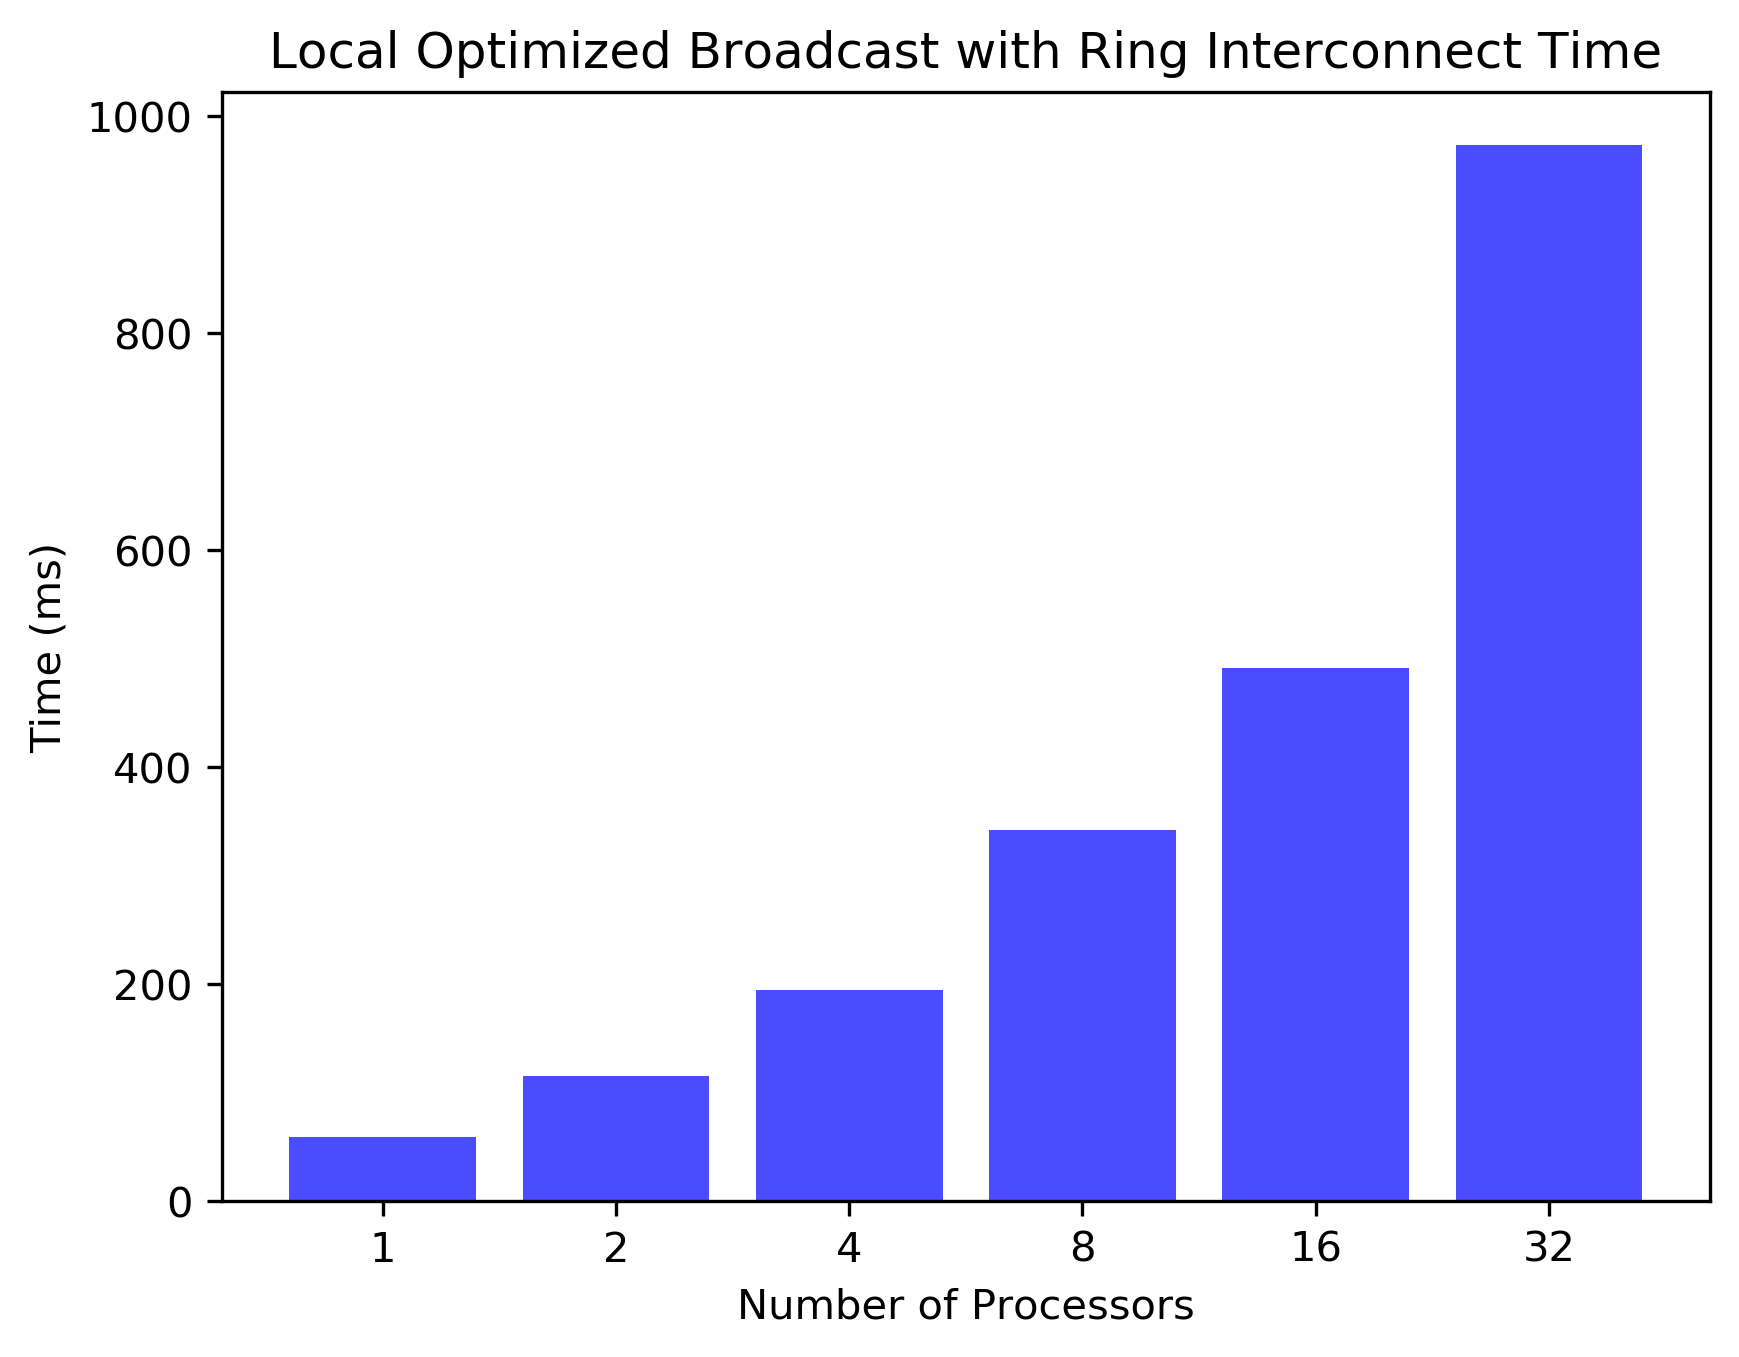 Local Optimized Broadcast with Ring Interconnect Time
1000
800
600
400
200
0
Time (ms)
1 2 4 8 16 32
Number of Processors